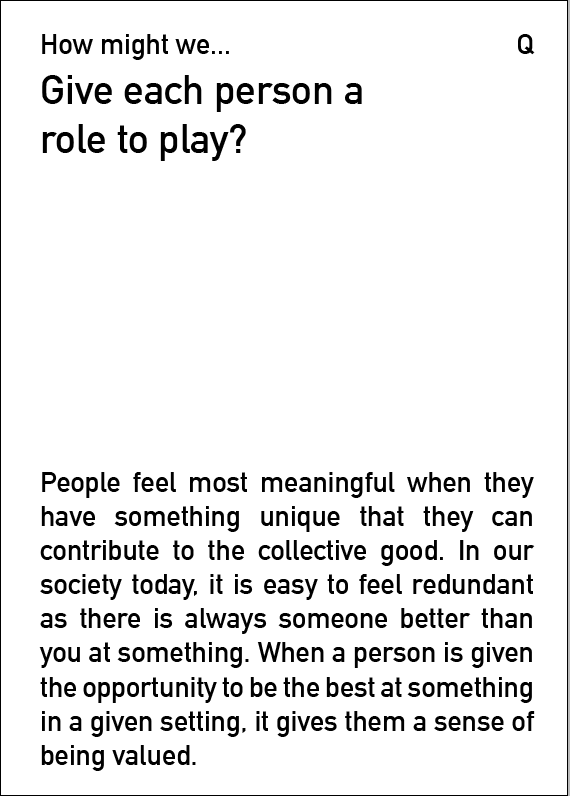 How might we... Q
Give each person a
role to play?
People feel most meaningful when they
have something unique that they can
contribute to the collective good. In our
society today, it is easy to feel redundant
as there is always someone better than
you at something. When a person is given
the opportunity to be the best at something
in a given setting, it gives them a sense of
being valued.